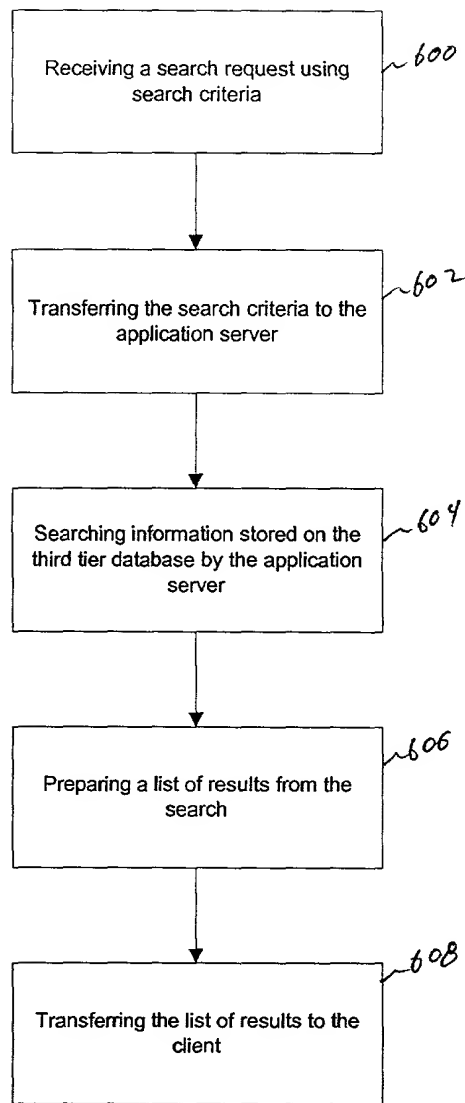 Receiving a search request using
search criteria
600
Transferring the search criteria to the
application server
602
Searching information stored on the
third tier database by the application
server
604
Preparing a list of results from the
search
606
Transferring the list of results to the
client
608